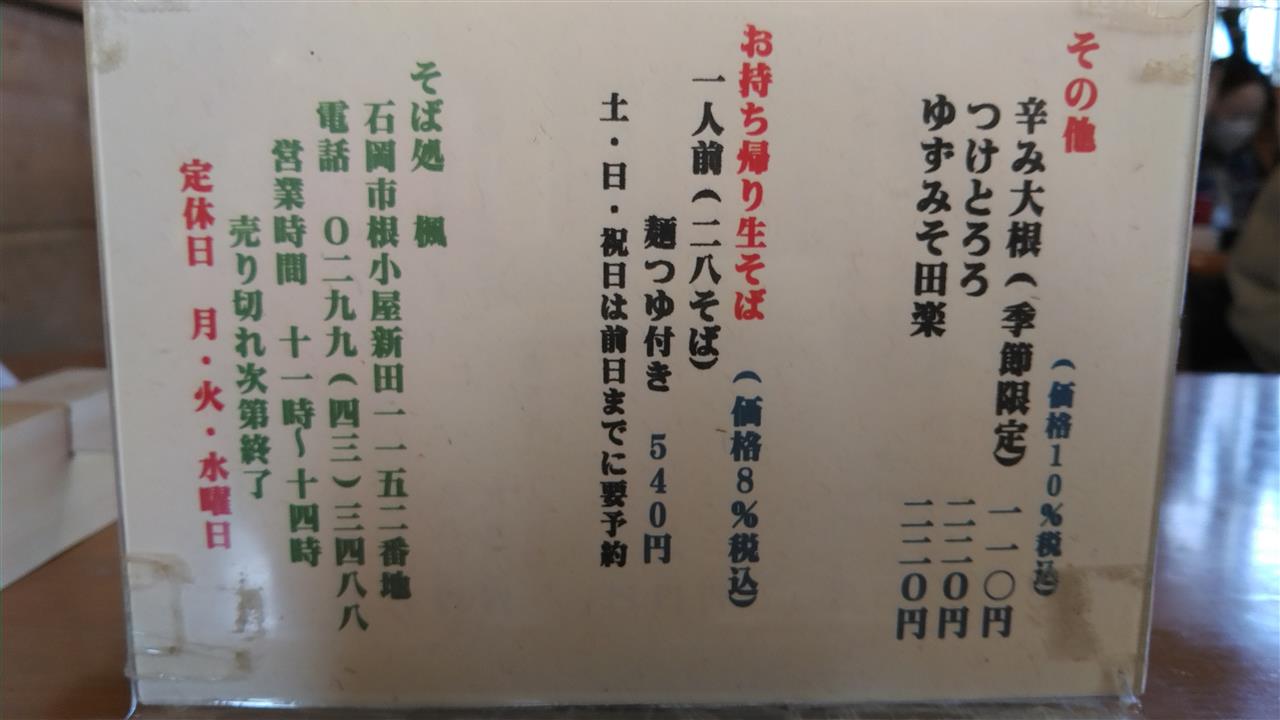 その他
(価格10%税込)
辛み大根(季節限定) 一一〇円
つけとろろ 二二〇円
ゆずみそ田楽 二二〇円
お持ち帰り生そば (価格8%税込)
一人前(二八そば)
麺つゆ付き 540円
土・日・祝日は前日までに要予約
そば処 楓
石岡市根小屋新田一一五二番地
電話 0二九九(四三)三四八八
営業時間 十一時~十四時
売り切れ次第終了
定休日 月・火・水曜日